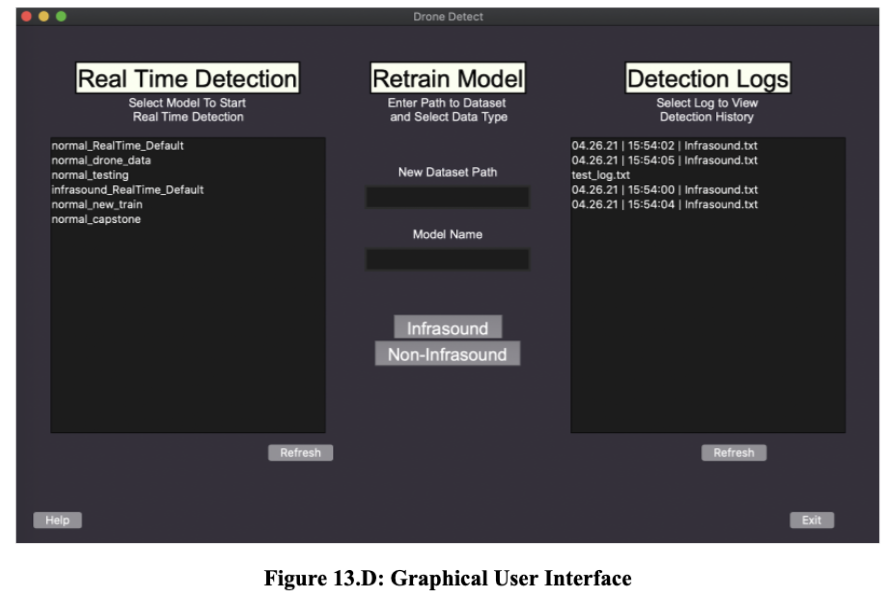 Drone Detect
Real Time Detection
Select Model To Start
Real Time Detection
normal_RealTime_Default
normal_drone_data
normal_testing
infrasound_RealTime_Default
normal_new_train
normal_capstone
Refresh
Retrain Model
Enter Path to Dataset
and Select Data Type
New Dataset Path
Model Name
Infrasound
Non-Infrasound
Detection Logs
Select Log to View
Detection History
04.26.21 | 15:54:02 | Infrasound.txt
04.26.21 | 15:54:05 | Infrasound.txt
test_log.txt
04.26.21 | 15:54:00 | Infrasound.txt
04.26.21 | 15:54:04 | Infrasound.txt
Refresh
Help
Exit
Figure 13.D: Graphical User Interface